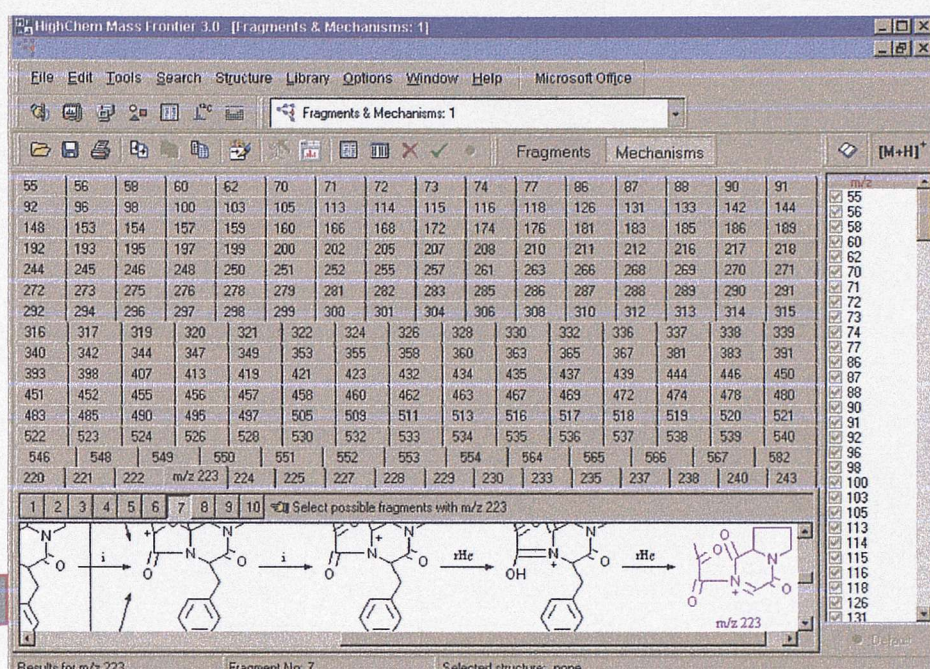 HighChem Mass Frontier 3.0 [Fragments & Mechanisms: 1]
File Edit Tools Search Structure Library Options Window Help Microsoft Office
Fragments & Mechanisms: 1
Fragments Mechanisms [M+H]+
55 56 58 60 62 70 71 72 73 74 77 86 87 88 90 91
92 96 98 100 103 105 113 114 115 116 118 126 131 133 142 144
148 153 154 157 159 160 166 168 172 174 176 181 183 185 186 189
192 193 195 197 199 200 202 205 207 208 210 211 212 216 217 218
244 245 246 248 250 251 252 255 257 261 263 266 268 269 270 271
272 273 275 276 278 279 281 282 283 285 286 287 288 289 290 291
292 294 296 297 298 299 300 301 304 306 308 310 312 313 314 315
316 317 319 320 321 322 324 326 328 330 332 336 337 338 339
340 342 344 347 349 353 355 358 360 363 365 367 381 383 391
393 398 407 413 419 421 423 432 434 435 437 439 444 446 450
451 452 455 456 457 458 460 462 463 467 469 472 474 478 480
483 485 490 495 497 505 509 511 513 516 517 518 519 520 521
522 523 524 526 528 530 532 533 534 535 536 537 538 539 540
546 548 549 550 551 552 553 554 564 565 566 567 582
220 221 222 m/z 223 224 225 227 228 229 230 233 235 237 238 240 243
1 2 3 4 5 6 7 8 9 10 Select possible fragments with m/z 223
m/z
55
56
58
60
62
70
71
72
73
74
77
86
87
88
90
91
92
96
98
100
103
105
113
114
115
116
118
126
131
N O i + O N O i N + O rHc N O OH + rHc O O N O O N +
m/z 223
Results for m/z 223 Fragment No: 7 Selected structure: none